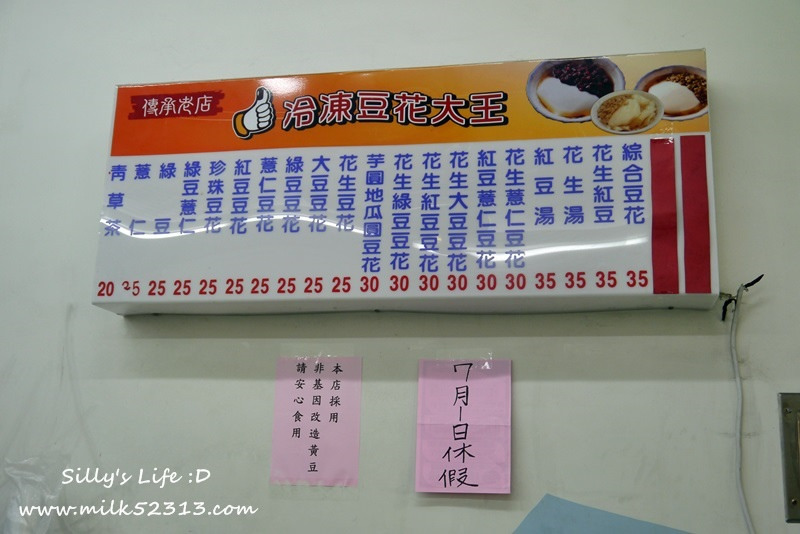 傳承老店
冷凍豆花大王
綜合豆花 35
花生紅豆 35
花生湯 35
紅豆湯 35
花生薏仁豆花 30
紅豆薏仁豆花 30
花生大豆豆花 30
花生紅豆豆花 30
花生綠豆豆花 30
芋圓地瓜圓豆花 30
花生豆花 25
大豆豆花 25
綠豆豆花 25
薏仁豆花 25
紅豆豆花 25
珍珠豆花 25
綠豆薏仁 25
綠豆 25
薏仁 25
青草茶 20
本店採用
非基因改造黃豆
請安心食用
7月1日休假
Silly's Life :D
www.milk52313.com